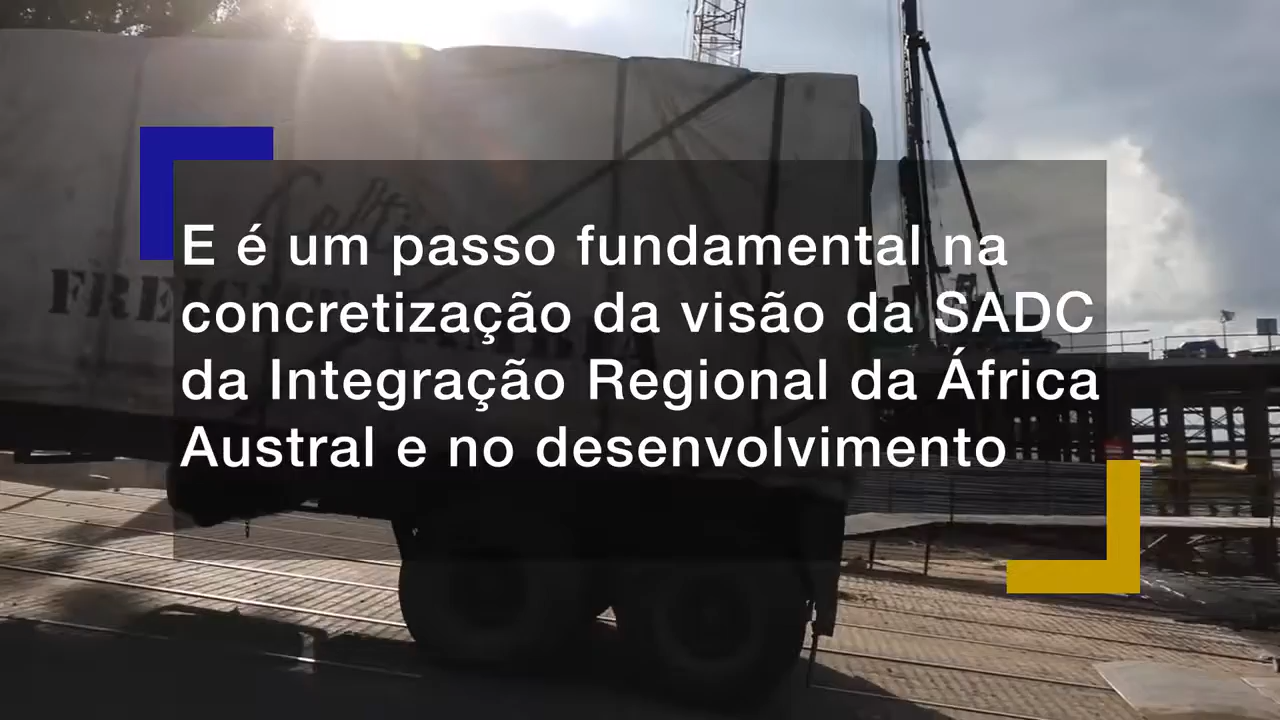 E é um passo fundamental na
concretização da visão da SADC
da Integração Regional da África
Austral e no desenvolvimento